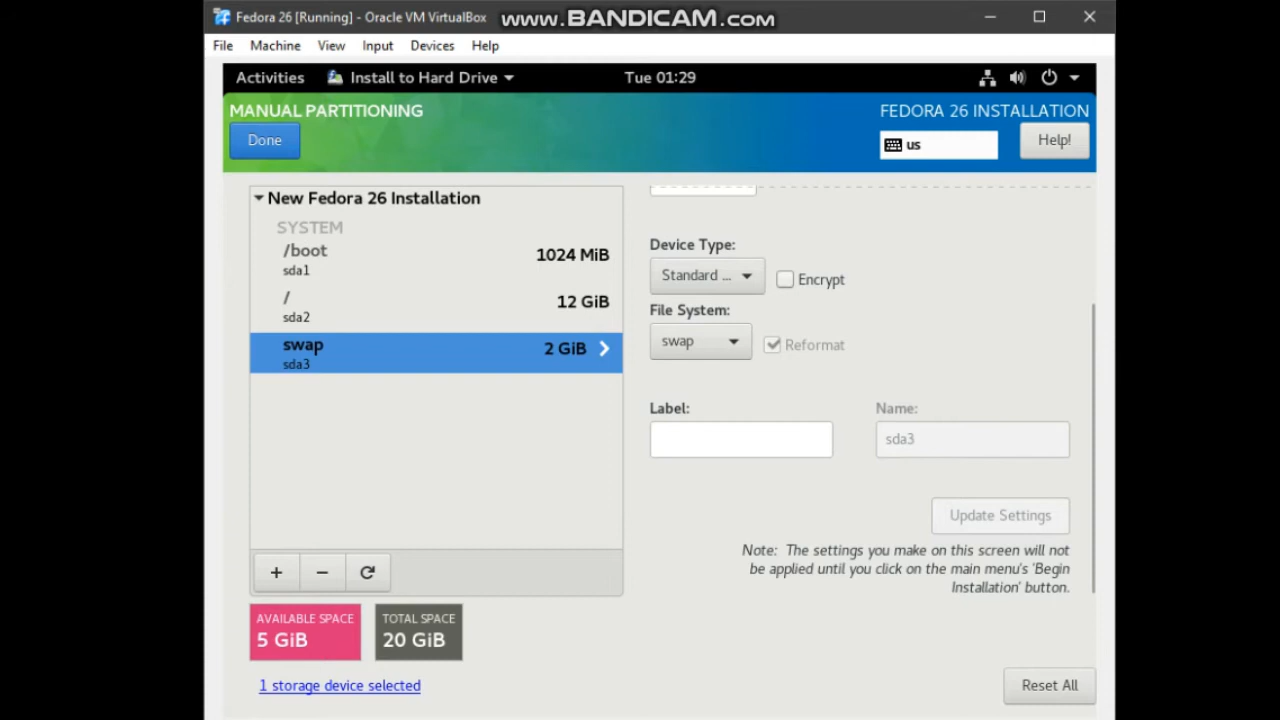 Fedora 26 [Running] - Oracle VM VirtualBox
www.BANDICAM.com
File Machine View Input Devices Help
Activities Install to Hard Drive Tue 01:29
MANUAL PARTITIONING
FEDORA 26 INSTALLATION
Done
us
Help!
New Fedora 26 Installation
SYSTEM
/boot
1024 MiB
sda1
/
12 GiB
sda2
swap
2 GiB
sda3
Device Type:
Standard ...
Encrypt
File System:
swap
Reformat
Label:
Name:
sda3
Update Settings
Note: The settings you make on this screen will not
be applied until you click on the main menu's 'Begin
Installation' button.
AVAILABLE SPACE
5 GiB
TOTAL SPACE
20 GiB
1 storage device selected
Reset All